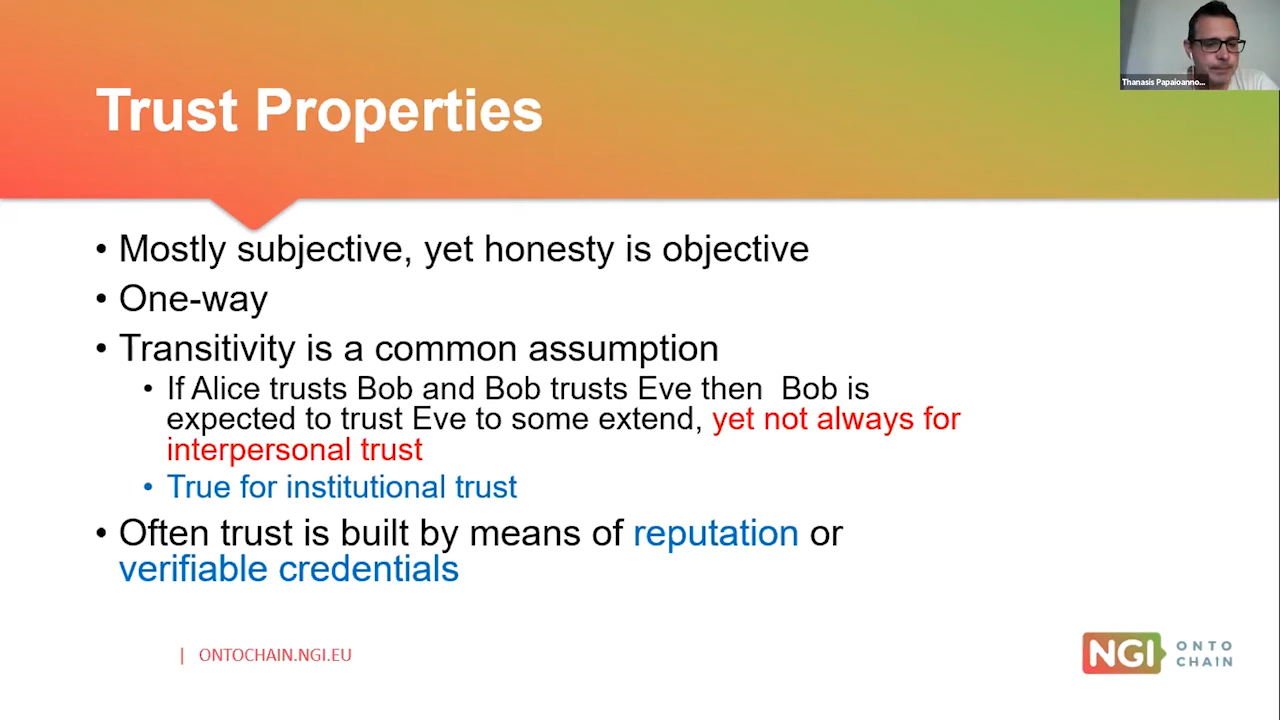 Thanasis Papaioanno...
Trust Properties
• Mostly subjective, yet honesty is objective
• One-way
• Transitivity is a common assumption
• If Alice trusts Bob and Bob trusts Eve then  Bob is
expected to trust Eve to some extend, yet not always for
interpersonal trust
• True for institutional trust
• Often trust is built by means of reputation or
verifiable credentials
| ONTOCHAIN.NGI.EU
NGI ONTO
CHAIN